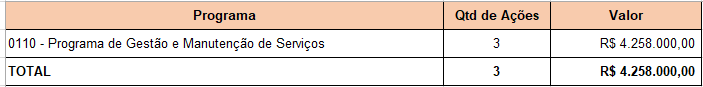 Programa Qtd de Ações Valor
0110 - Programa de Gestão e Manutenção de Serviços 3 R$ 4.258.000,00
TOTAL 3 R$ 4.258.000,00